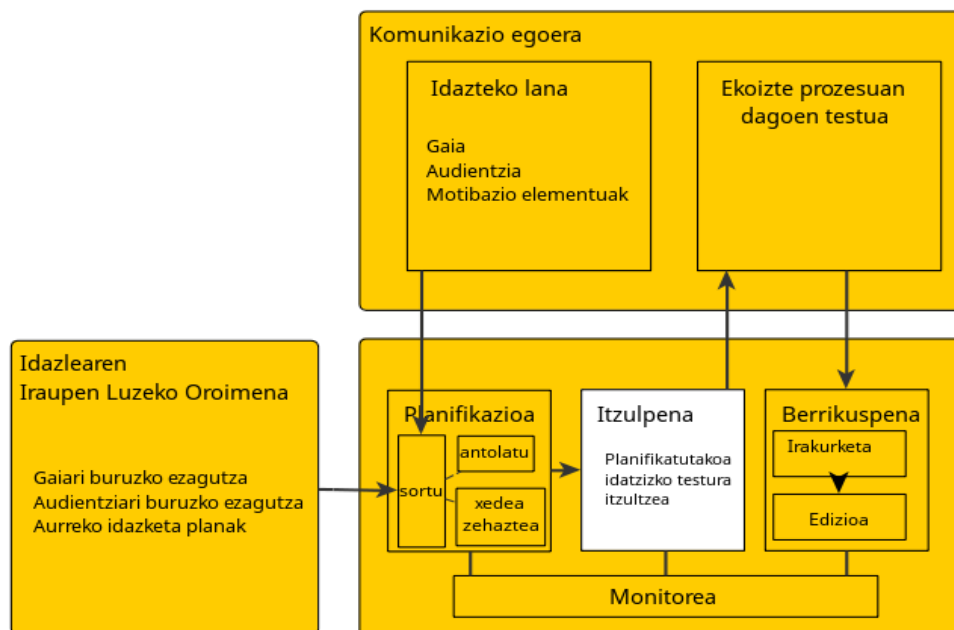 Komunikazio egoera
Idazteko lana
Gaia
Audientzia
Motibazio elementuak
Ekoizte prozesuan
dagoen testua
Idazlearen
Iraupen Luzeko Oroimena
Gaiari buruzko ezagutza
Audientziari buruzko ezagutza
Aurreko idazketa planak
Planifikazioa
sortu
antolatu
xedea
zehaztea
Itzulpena
Planifikatutakoa
idatzizko testura
itzultzea
Berrikuspena
Irakurketa
Edizioa
Monitorea